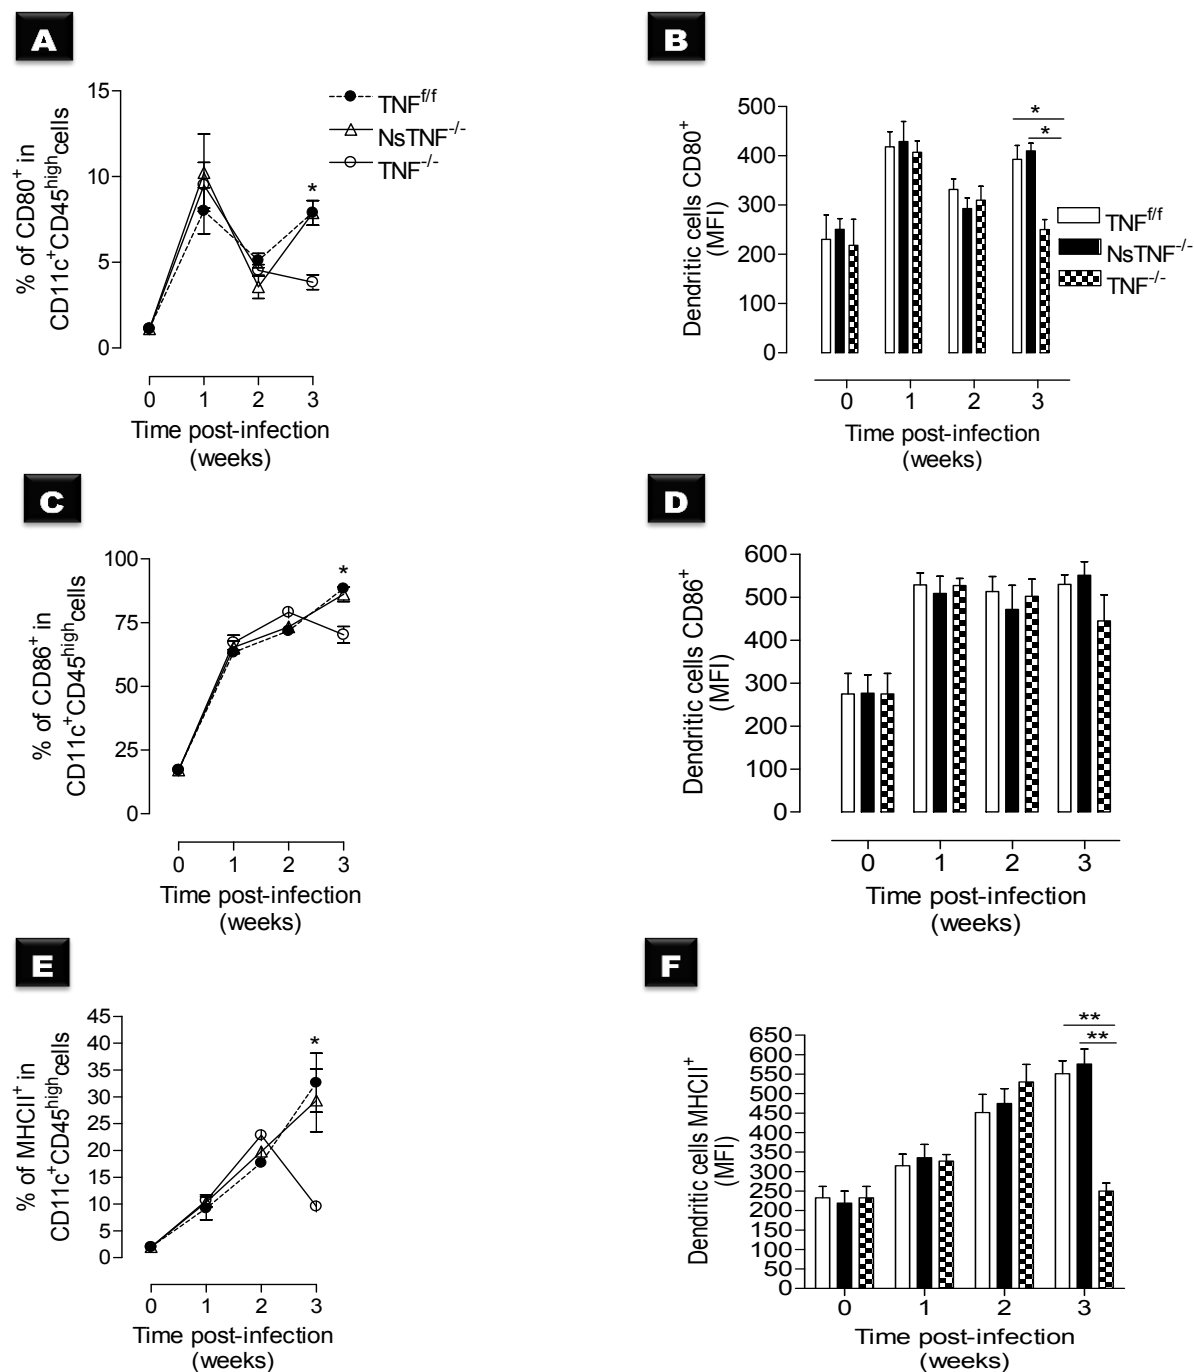 A
% of CD80⁺ in
CD11c⁺CD45ʰⁱᵍʰcells
15
10
5
0
*
TNFᶠ/ᶠ
NsTNF⁻/⁻
TNF⁻/⁻
0 1 2 3
Time post-infection
(weeks)
B
Dendritic cells CD80⁺
(MFI)
500
400
300
200
100
0
*
*
TNFᶠ/ᶠ
NsTNF⁻/⁻
TNF⁻/⁻
0 1 2 3
Time post-infection
(weeks)
C
% of CD86⁺ in
CD11c⁺CD45ʰⁱᵍʰcells
100
75
50
25
0
*
0 1 2 3
Time post-infection
(weeks)
D
Dendritic cells CD86⁺
(MFI)
600
500
400
300
200
100
0
0 1 2 3
Time post-infection
(weeks)
E
% of MHCII⁺ in
CD11c⁺CD45ʰⁱᵍʰcells
45
40
35
30
25
20
15
10
5
0
*
0 1 2 3
Time post-infection
(weeks)
F
Dendritic cells MHCII⁺
(MFI)
650
600
550
500
450
400
350
300
250
200
150
100
50
0
**
**
0 1 2 3
Time post-infection
(weeks)